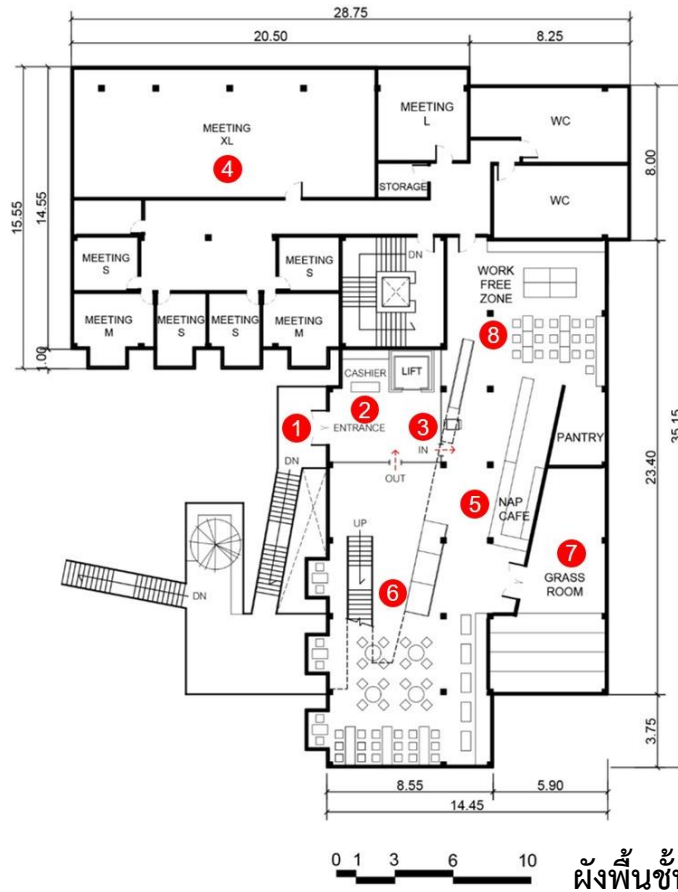 28.75
20.50
8.25
MEETING
L
WC
MEETING
XL
4
STORAGE
WC
8.00
15.55
14.55
MEETING
S
MEETING
S
DN
WORK
FREE
ZONE
MEETING
M
MEETING
S
MEETING
S
MEETING
M
8
1.00
CASHIER
LIFT
35.15
1
2
ENTRANCE
3
IN
PANTRY
DN
OUT
23.40
5
NAP
CAFE
UP
7
GRASS
ROOM
6
DN
3.75
8.55
5.90
14.45
0 1 3 6 10
ผังพื้นชั้น